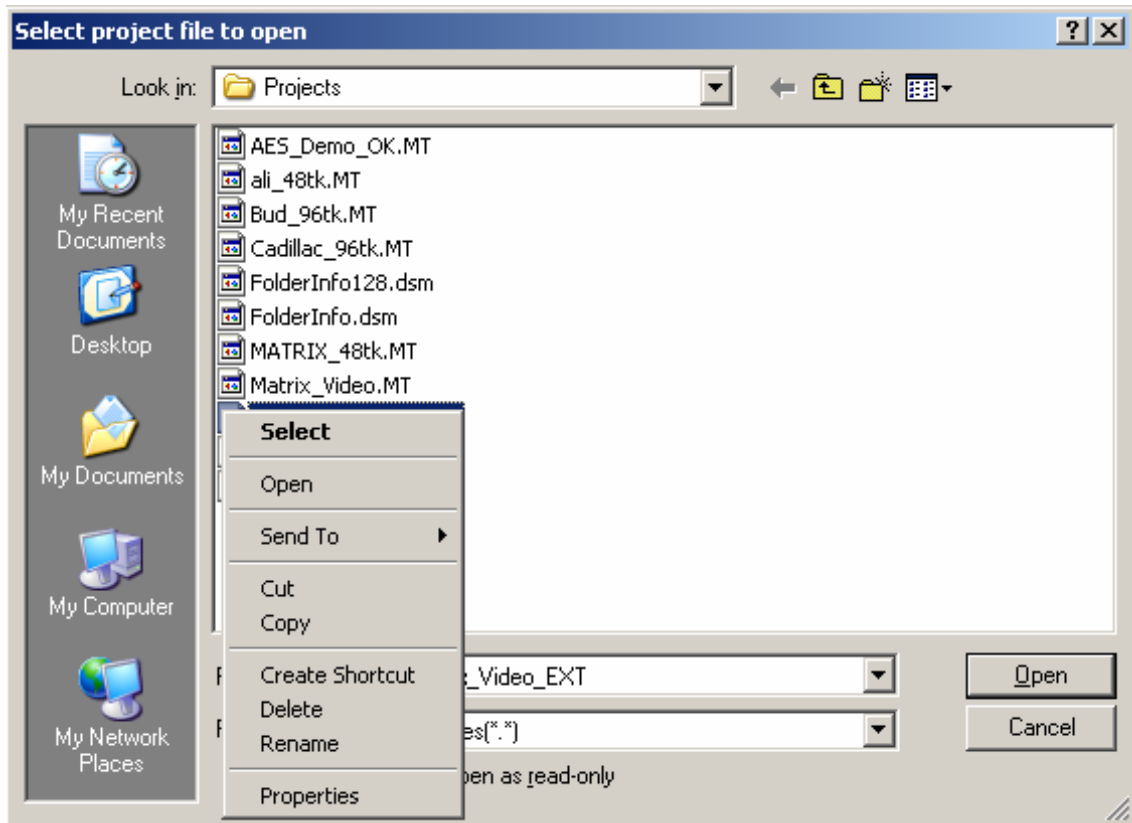 Select project file to open
Look in:
Projects
My Recent
Documents
Desktop
My Documents
My Computer
My Network
Places
AES_Demo_OK.MT
ali_48tk.MT
Bud_96tk.MT
Cadillac_96tk.MT
FolderInfo128.dsm
FolderInfo.dsm
MATRIX_48tk.MT
Matrix_Video.MT
Select
Open
Send To
Cut
Copy
Create Shortcut
Delete
Rename
Properties
_Video_EXT
Open
es(*.*)
Cancel
pen as read-only